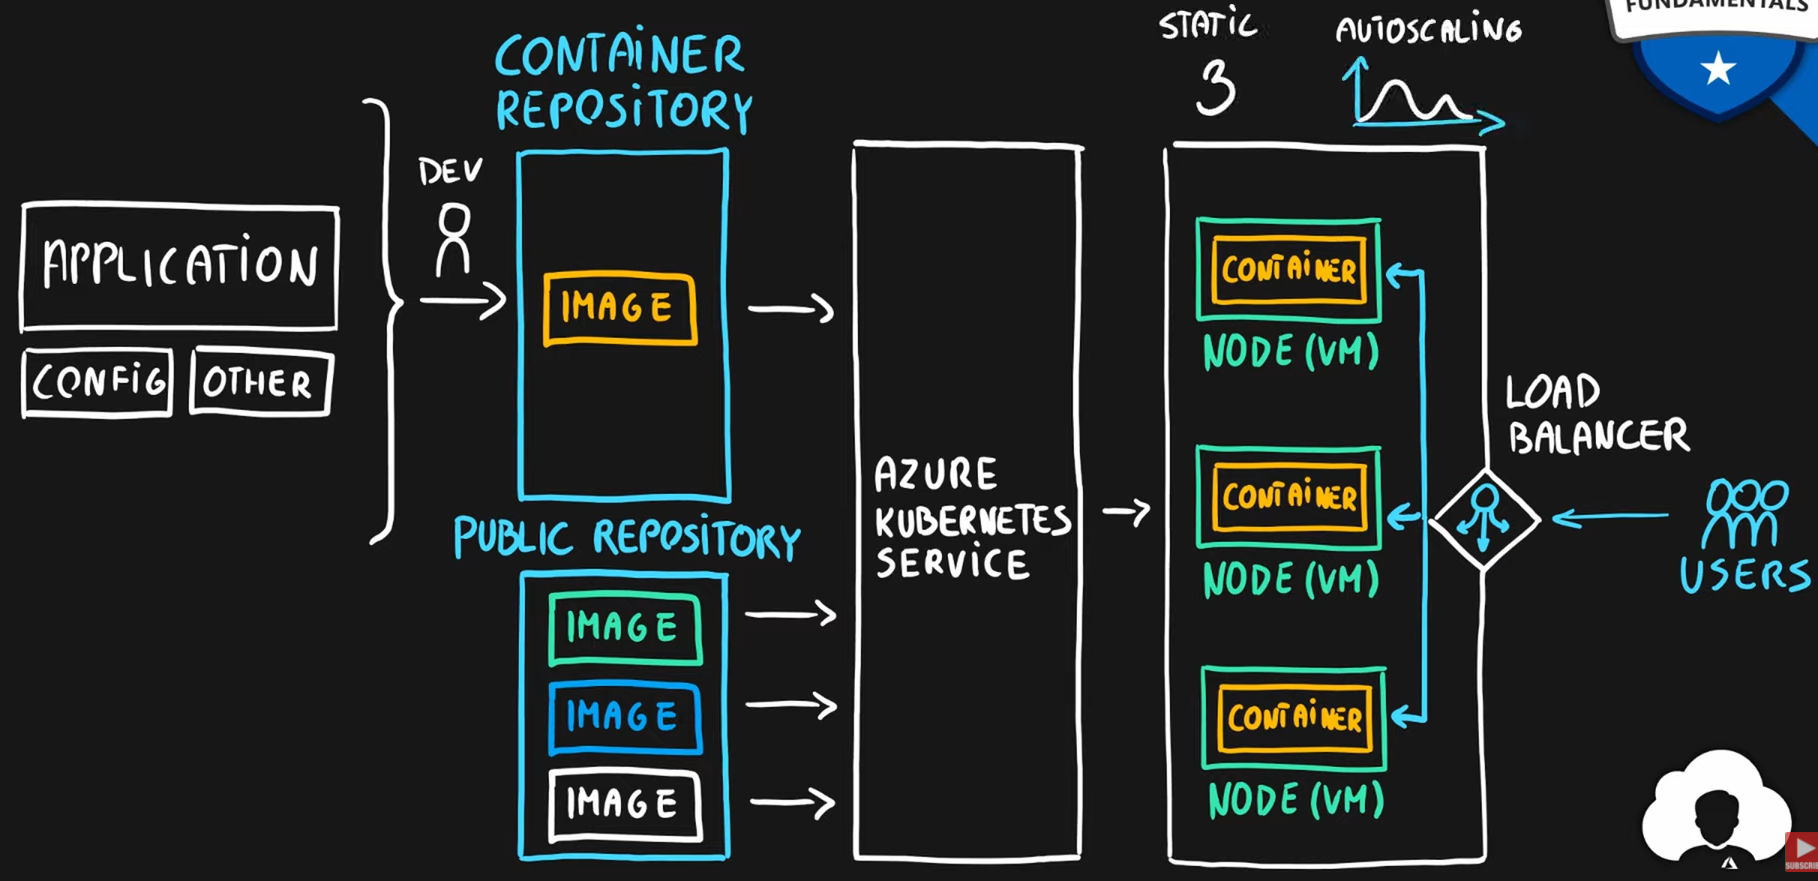 FUNDAMENTALS
STATIC
3
AUTOSCALING
CONTAINER
REPOSITORY
DEV
APPLICATION
CONFIG
OTHER
IMAGE
PUBLIC REPOSITORY
IMAGE
IMAGE
IMAGE
AZURE
KUBERNETES
SERVICE
CONTAINER
NODE (VM)
CONTAINER
NODE (VM)
CONTAINER
NODE (VM)
LOAD
BALANCER
USERS